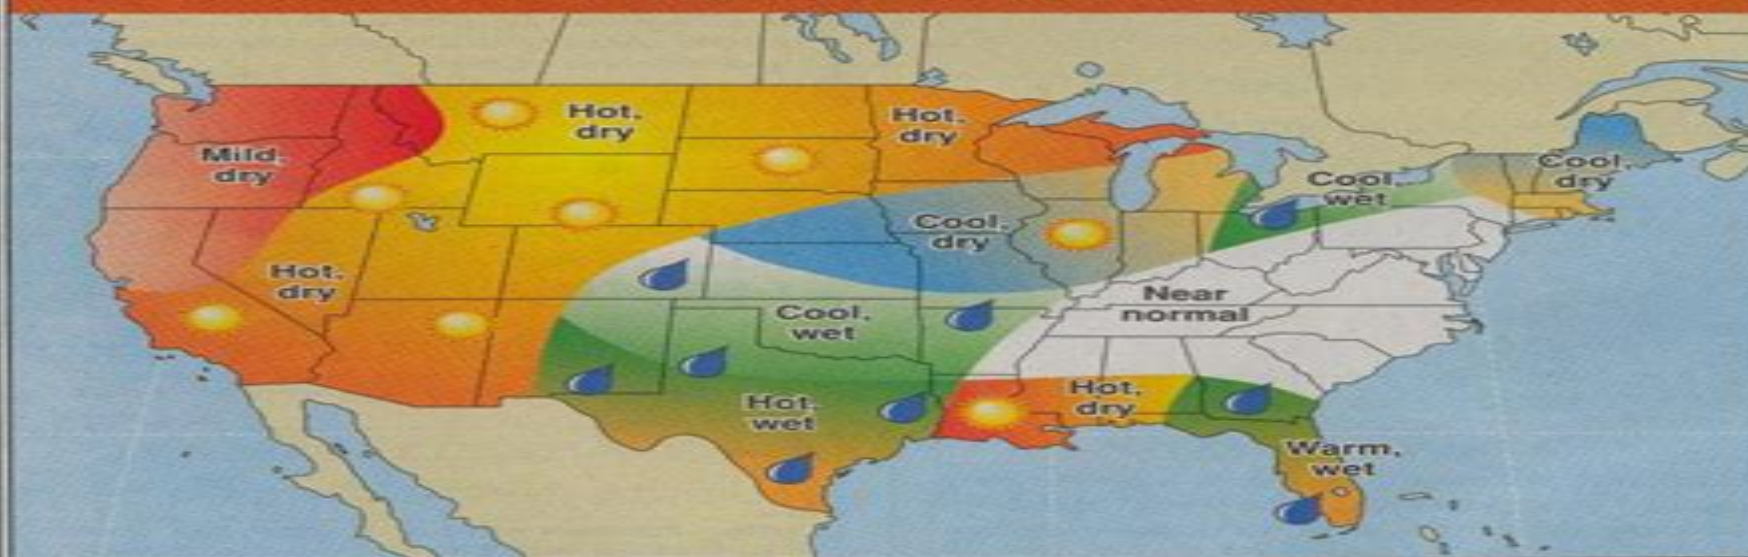 Hot,
dry
Hot,
dry
Mild,
dry
Cool,
dry
Cool,
wet
Cool,
dry
Hot,
dry
Near
normal
Cool,
wet
Hot,
dry
Hot,
wet
Warm,
wet